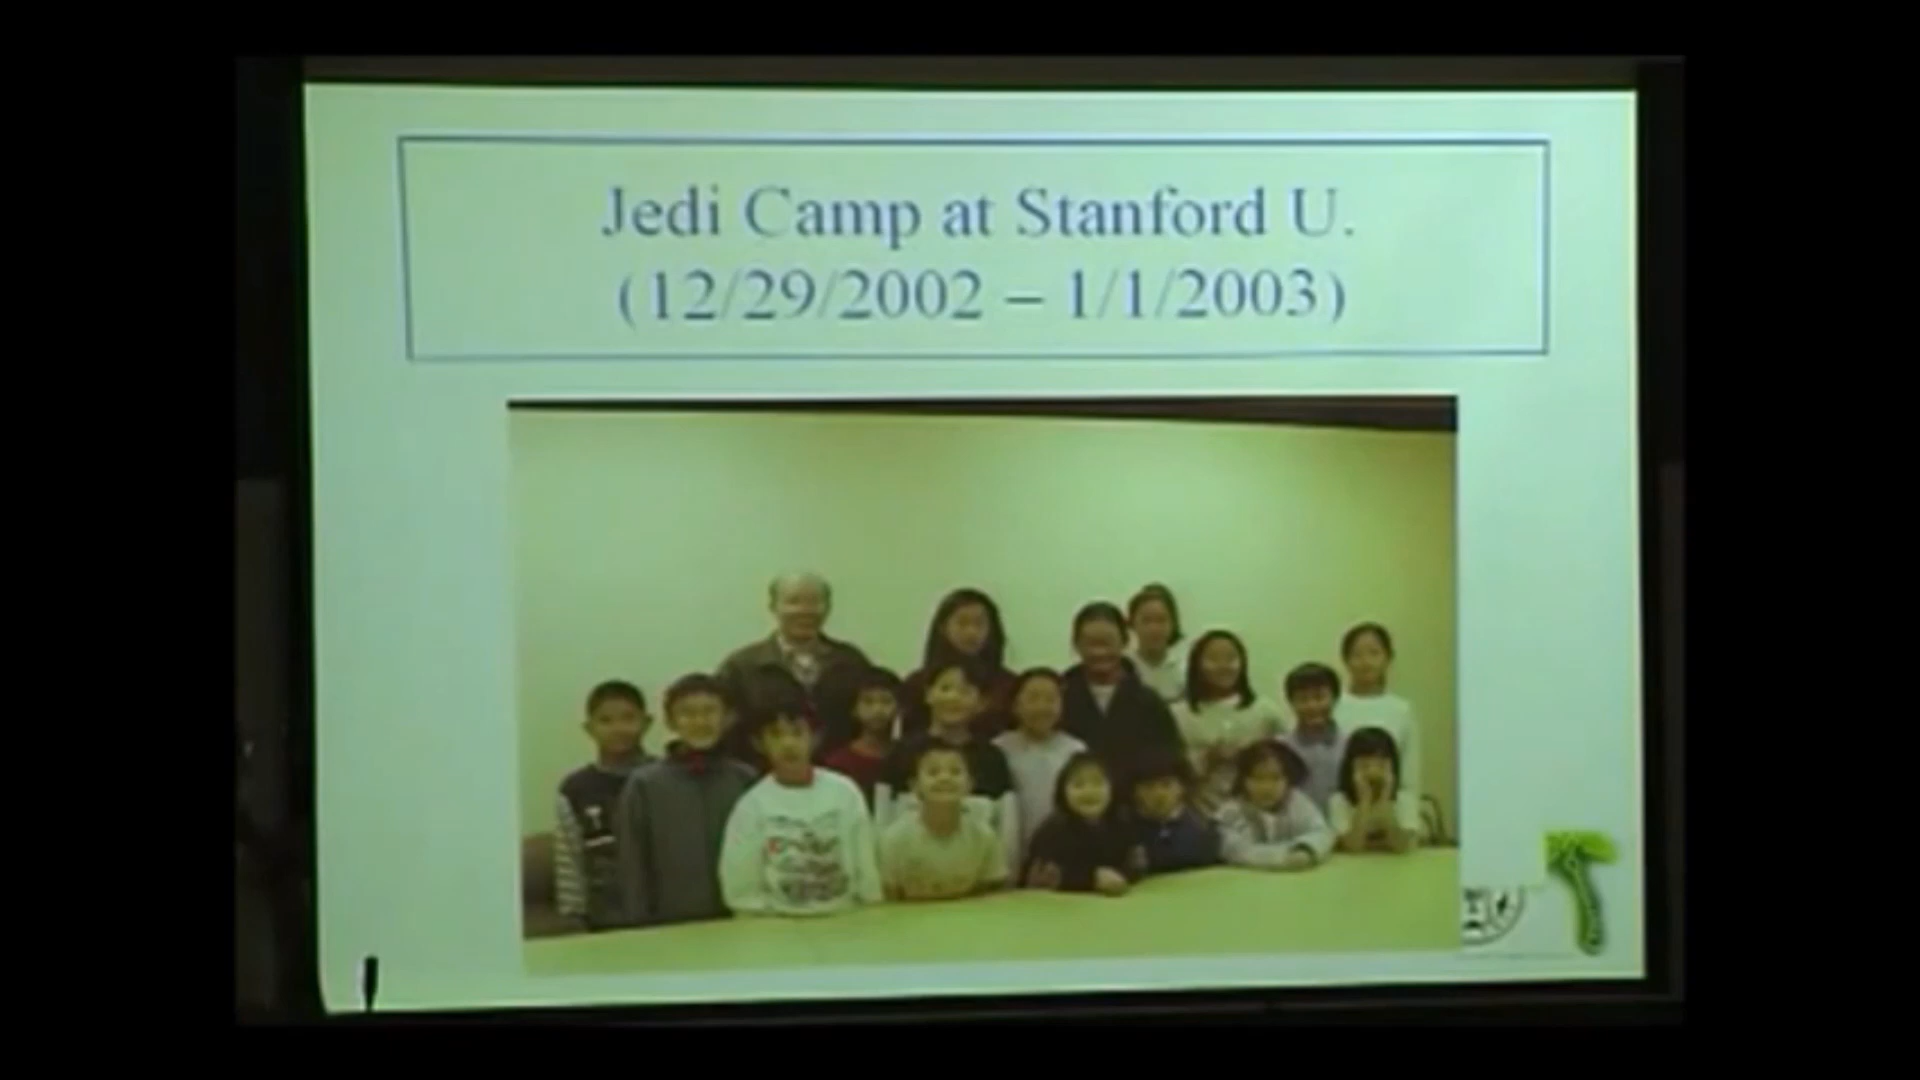 Jedi Camp at Stanford U.
(12/29/2002 – 1/1/2003)